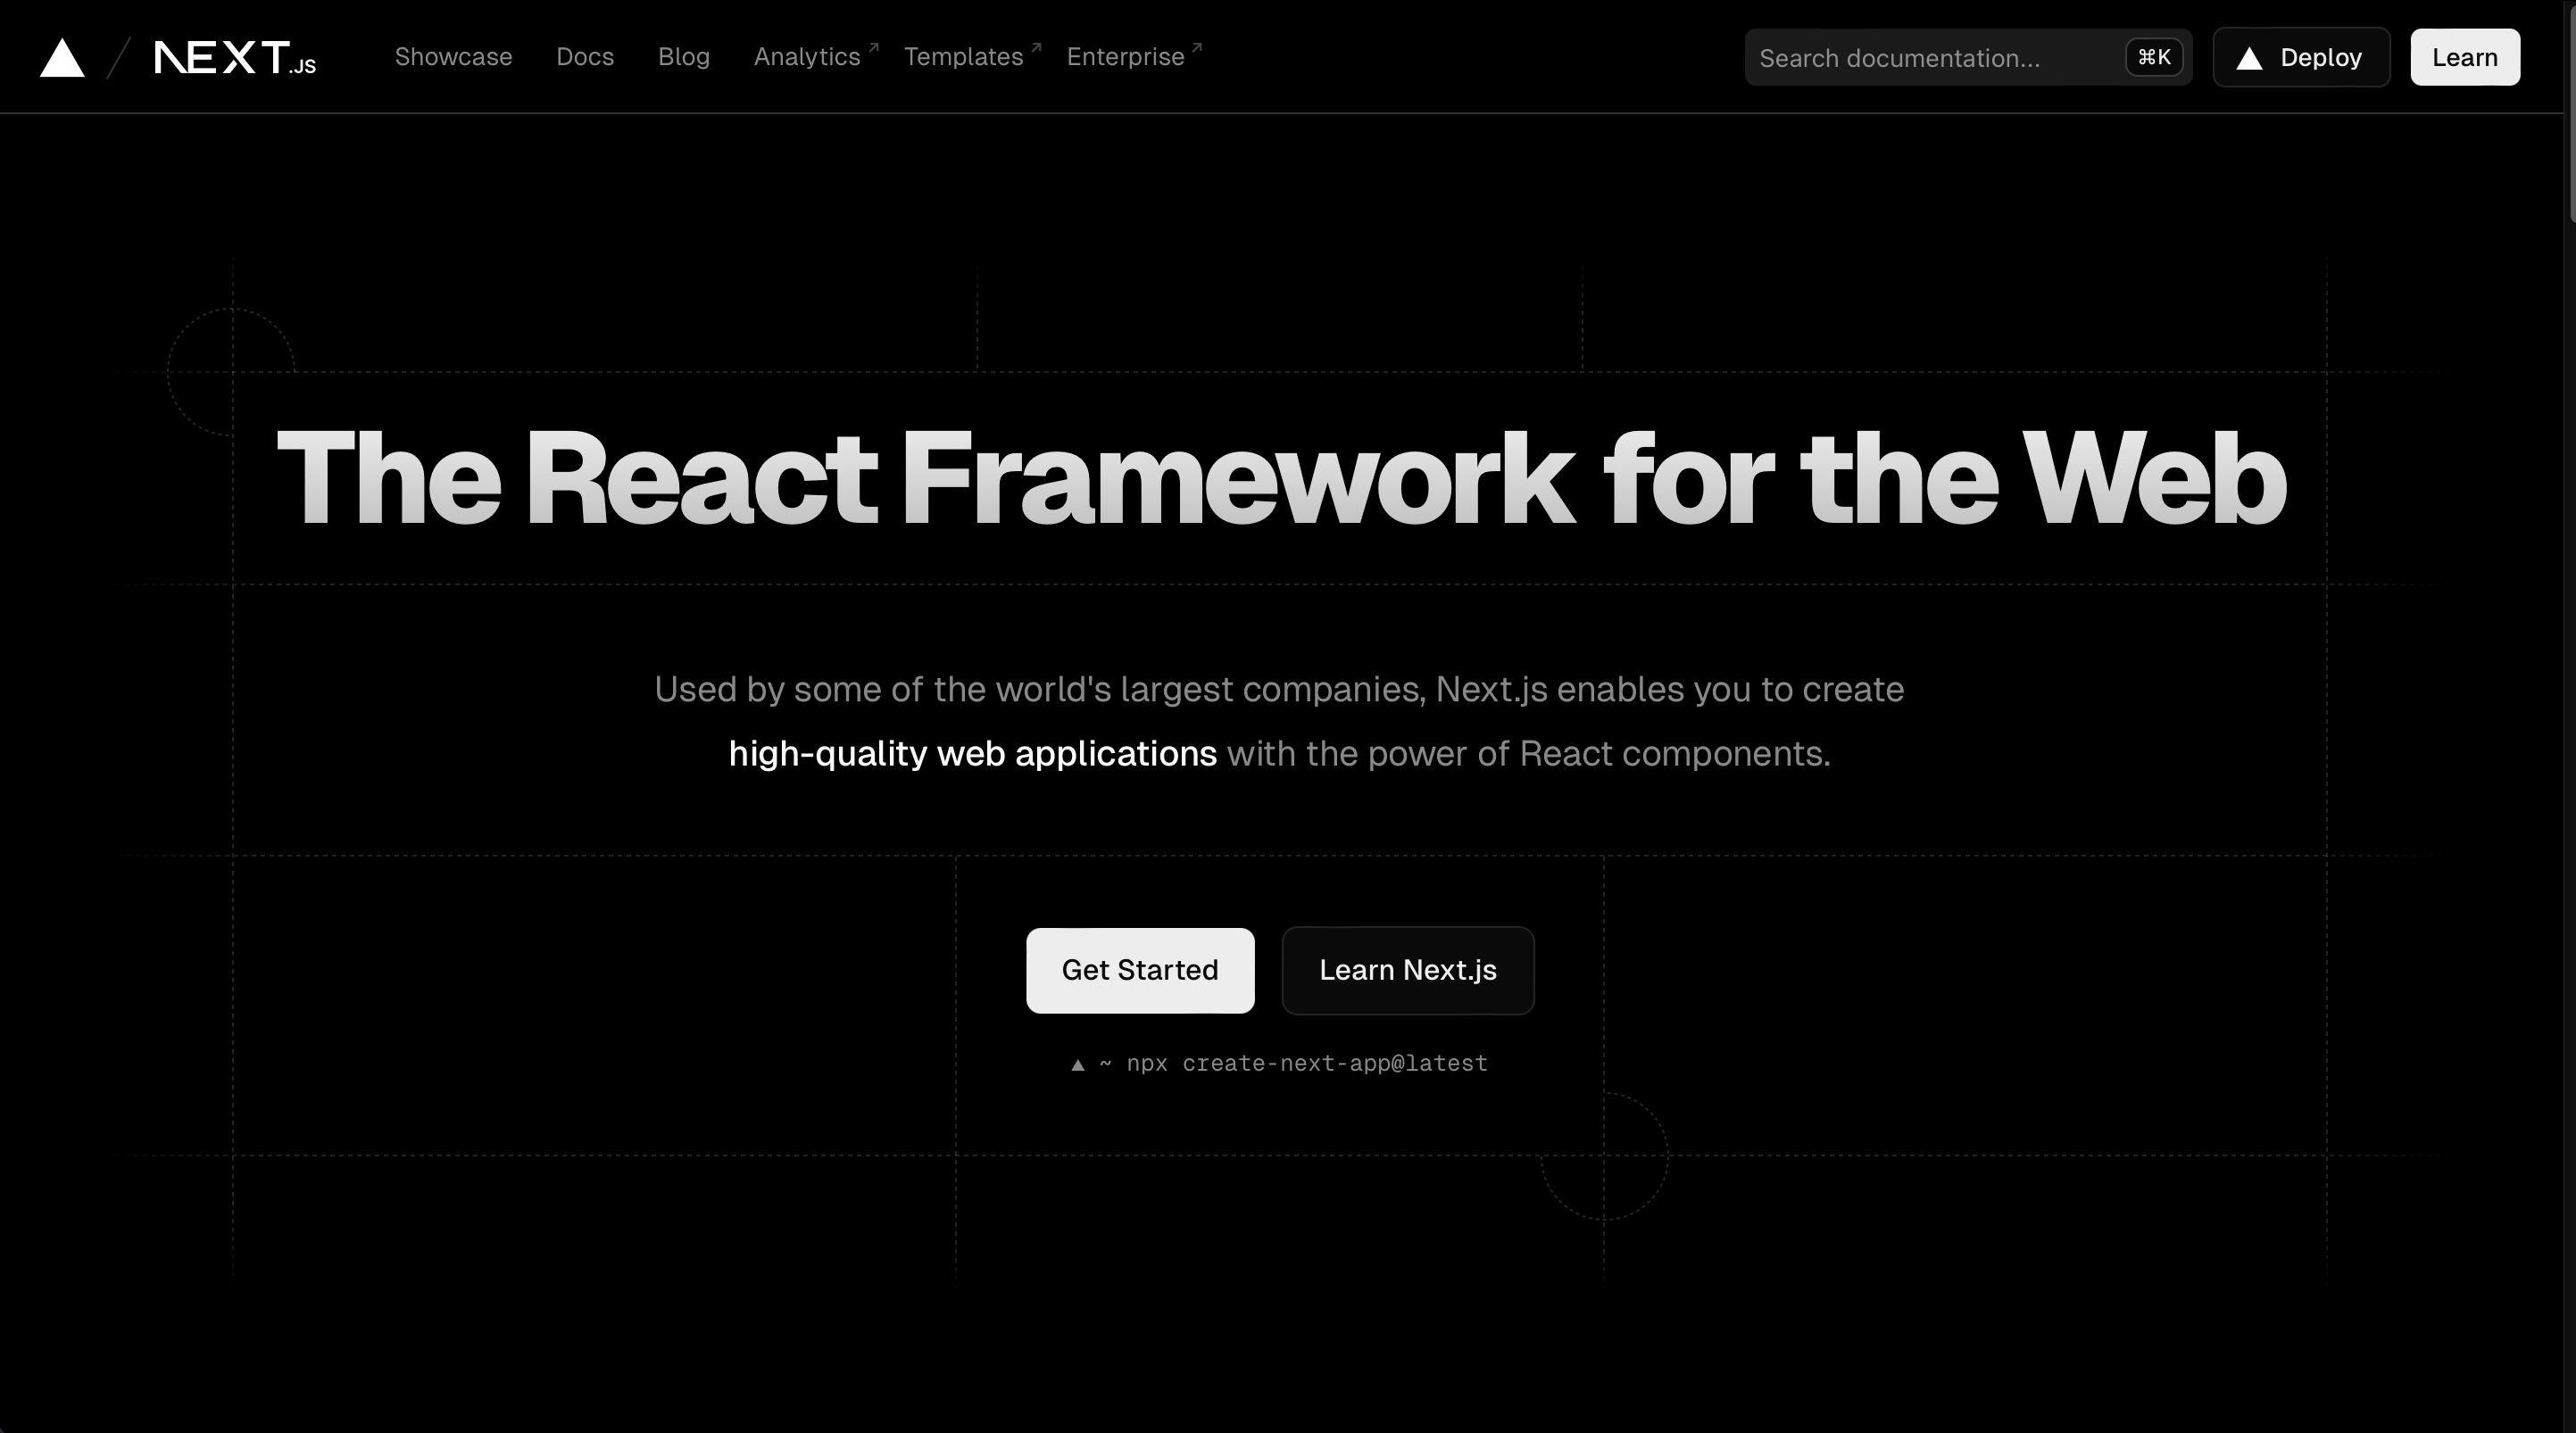 NEXT.JS
Showcase
Docs
Blog
Analytics
Templates
Enterprise
Search documentation...
⌘K
Deploy
Learn
The React Framework for the Web
Used by some of the world's largest companies, Next.js enables you to create
high-quality web applications with the power of React components.
Get Started
Learn Next.js
▲ ~ npx create-next-app@latest